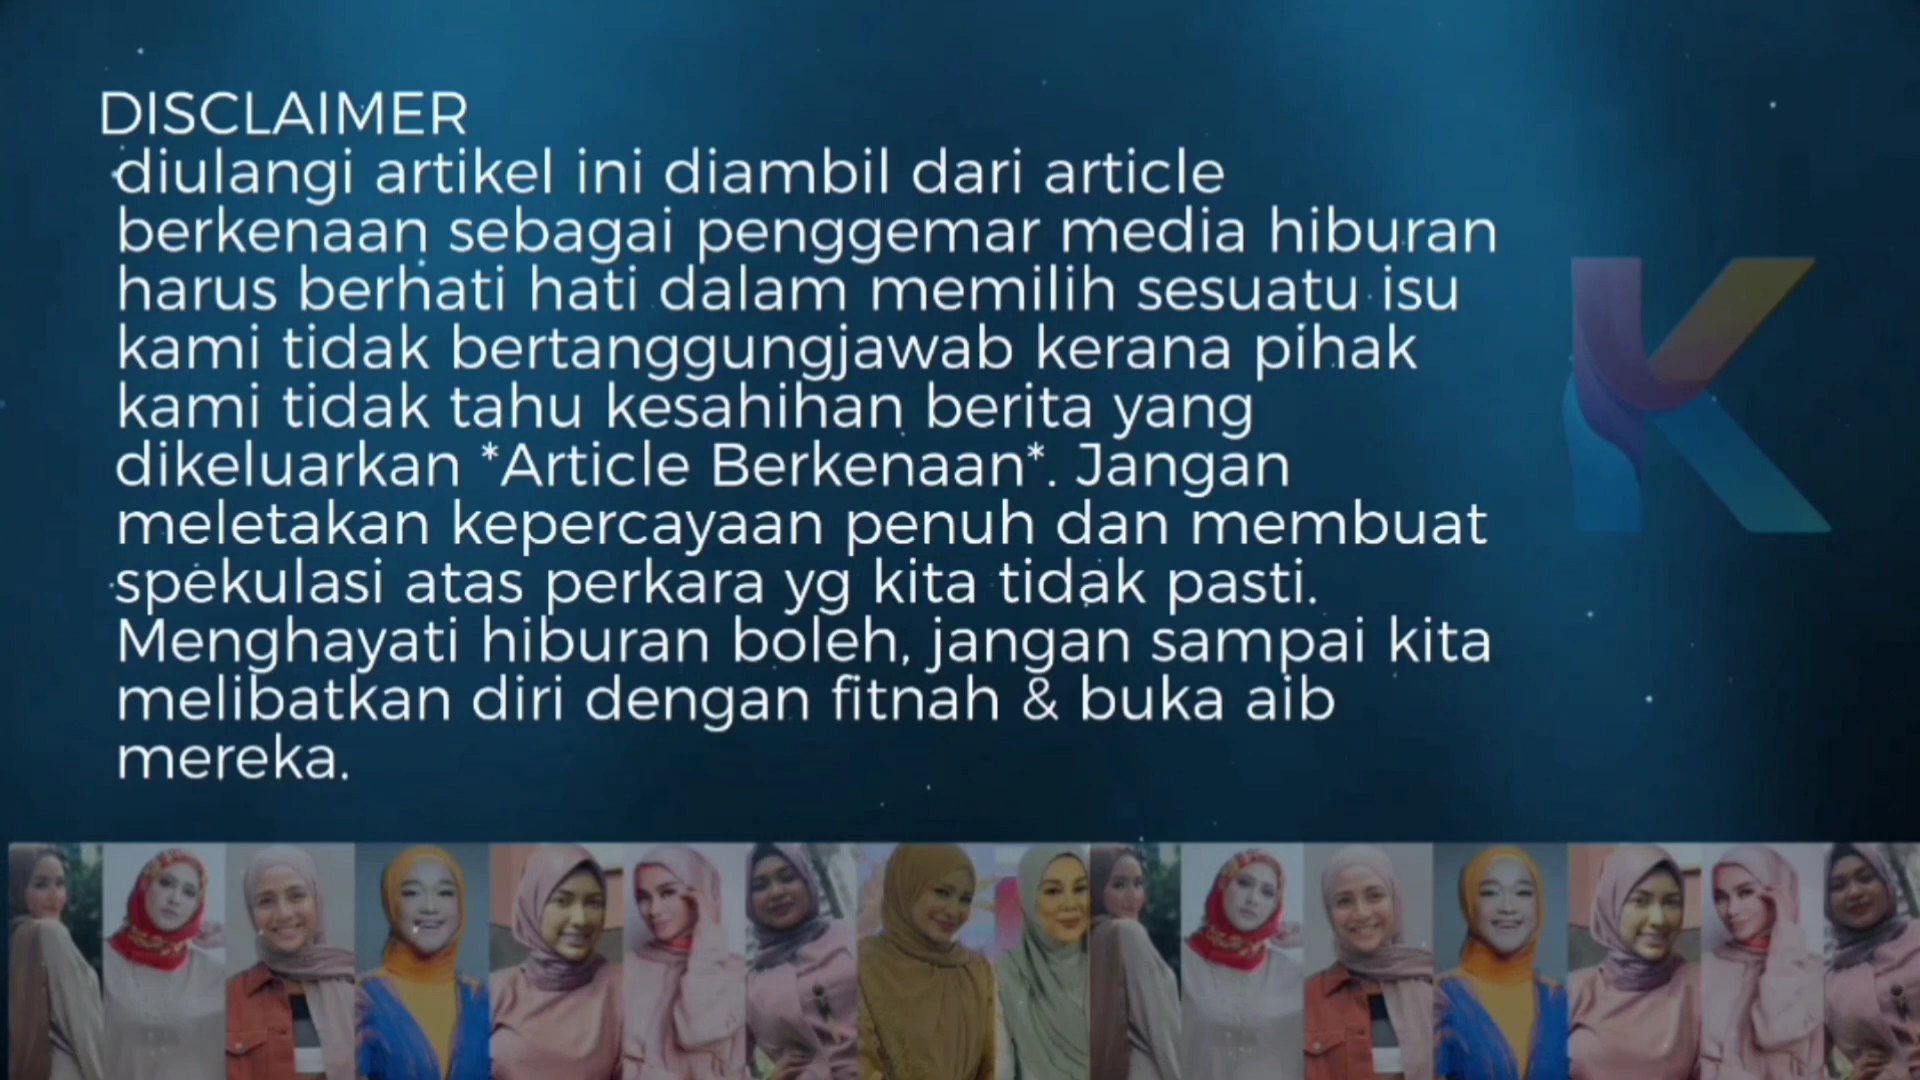 DISCLAIMER
diulangi artikel ini diambil dari article
berkenaan sebagai penggemar media hiburan
harus berhati hati dalam memilih sesuatu isu
kami tidak bertanggungjawab kerana pihak
kami tidak tahu kesahihan berita yang
dikeluarkan *Article Berkenaan*. Jangan
meletakan kepercayaan penuh dan membuat
spekulasi atas perkara yg kita tidak pasti.
Menghayati hiburan boleh, jangan sampai kita
melibatkan diri dengan fitnah & buka aib
mereka.
K